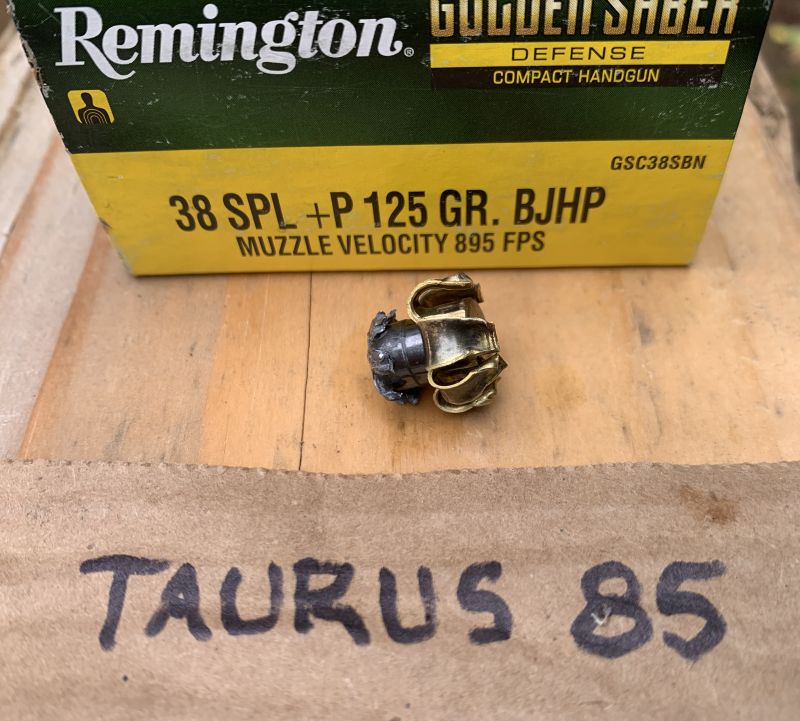 Remington®
GOLDEN SABER
DEFENSE
COMPACT HANDGUN
GSC38SBN
38 SPL +P 125 GR. BJHP
MUZZLE VELOCITY 895 FPS
TAURUS 85